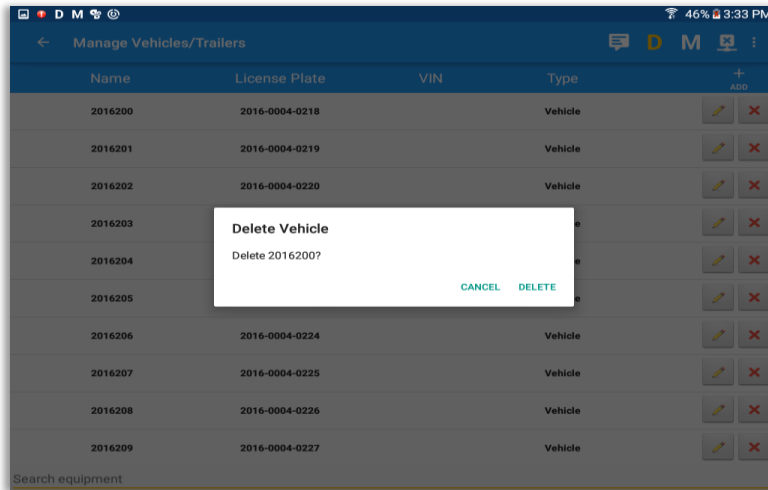 D M 46% 3:33 PM
Manage Vehicles/Trailers D M
Name License Plate VIN Type + ADD
2016200 2016-0004-0218 Vehicle
2016201 2016-0004-0219 Vehicle
2016202 2016-0004-0220 Vehicle
2016203 e
Delete Vehicle
Delete 2016200?
2016204 e
CANCEL DELETE
2016205 e
2016206 2016-0004-0224 Vehicle
2016207 2016-0004-0225 Vehicle
2016208 2016-0004-0226 Vehicle
2016209 2016-0004-0227 Vehicle
Search equipment